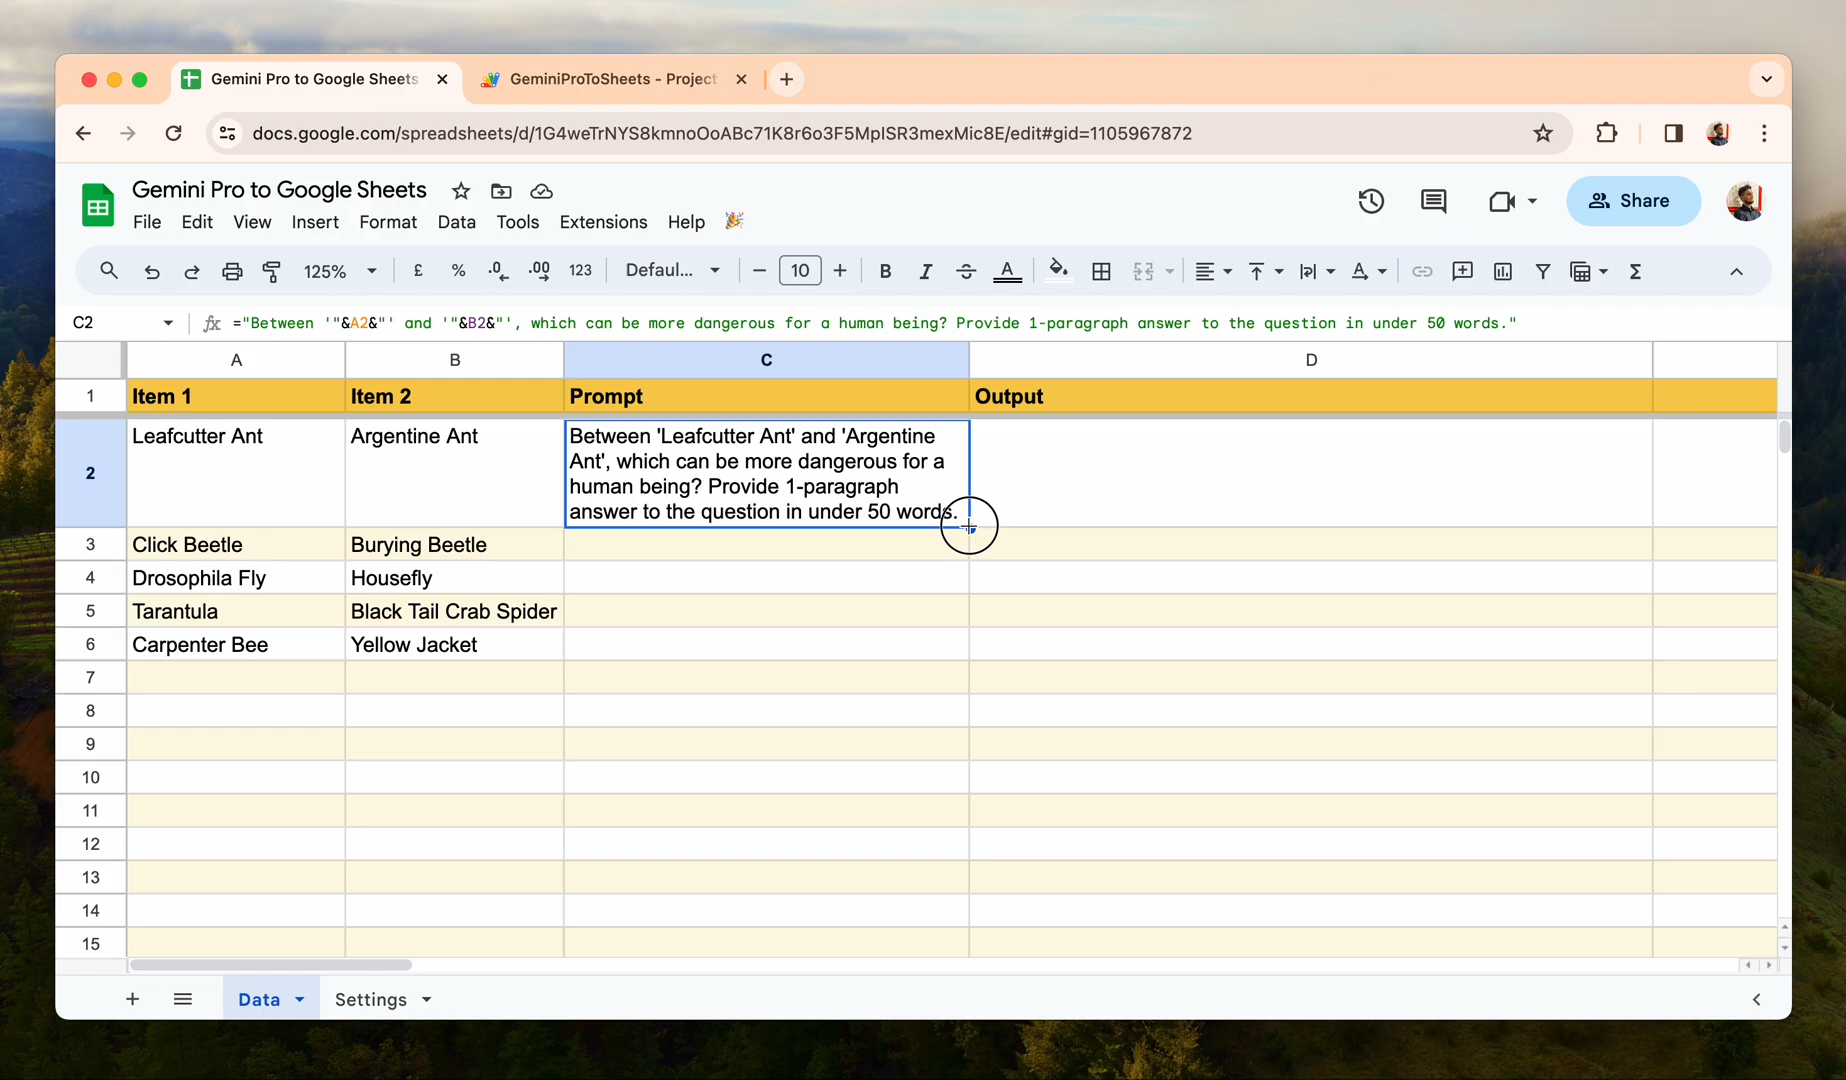 Gemini Pro to Google Sheets
GeminiProToSheets - Project
docs.google.com/spreadsheets/d/1G4weTrNYS8kmnoOoABc71K8r6o3F5MpISR3mexMic8E/edit#gid=1105967872
Gemini Pro to Google Sheets
File Edit View Insert Format Data Tools Extensions Help
Share
125% £ % .0 .00 123 Defaul... 10 B I A
C2 fx ="Between '"&A2&"' and '"&B2&"', which can be more dangerous for a human being? Provide 1-paragraph answer to the question in under 50 words."
A B C D
1 Item 1 Item 2 Prompt Output
2 Leafcutter Ant Argentine Ant Between 'Leafcutter Ant' and 'Argentine
Ant', which can be more dangerous for a
human being? Provide 1-paragraph
answer to the question in under 50 words.
3 Click Beetle Burying Beetle
4 Drosophila Fly Housefly
5 Tarantula Black Tail Crab Spider
6 Carpenter Bee Yellow Jacket
7
8
9
10
11
12
13
14
15
Data Settings